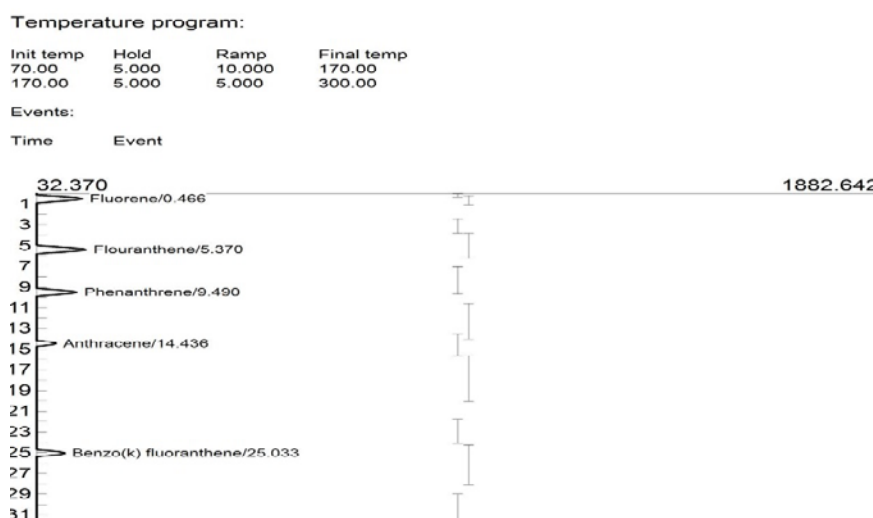 Temperature program:
Init temp Hold Ramp Final temp
70.00 5.000 10.000 170.00
170.00 5.000 5.000 300.00
Events:
Time Event
32.370 1882.642
Fluorene/0.466
1
3
5 Flouranthene/5.370
7
9 Phenanthrene/9.490
11
13
15 Anthracene/14.436
17
19
21
23
25 Benzo(k) fluoranthene/25.033
27
29
31